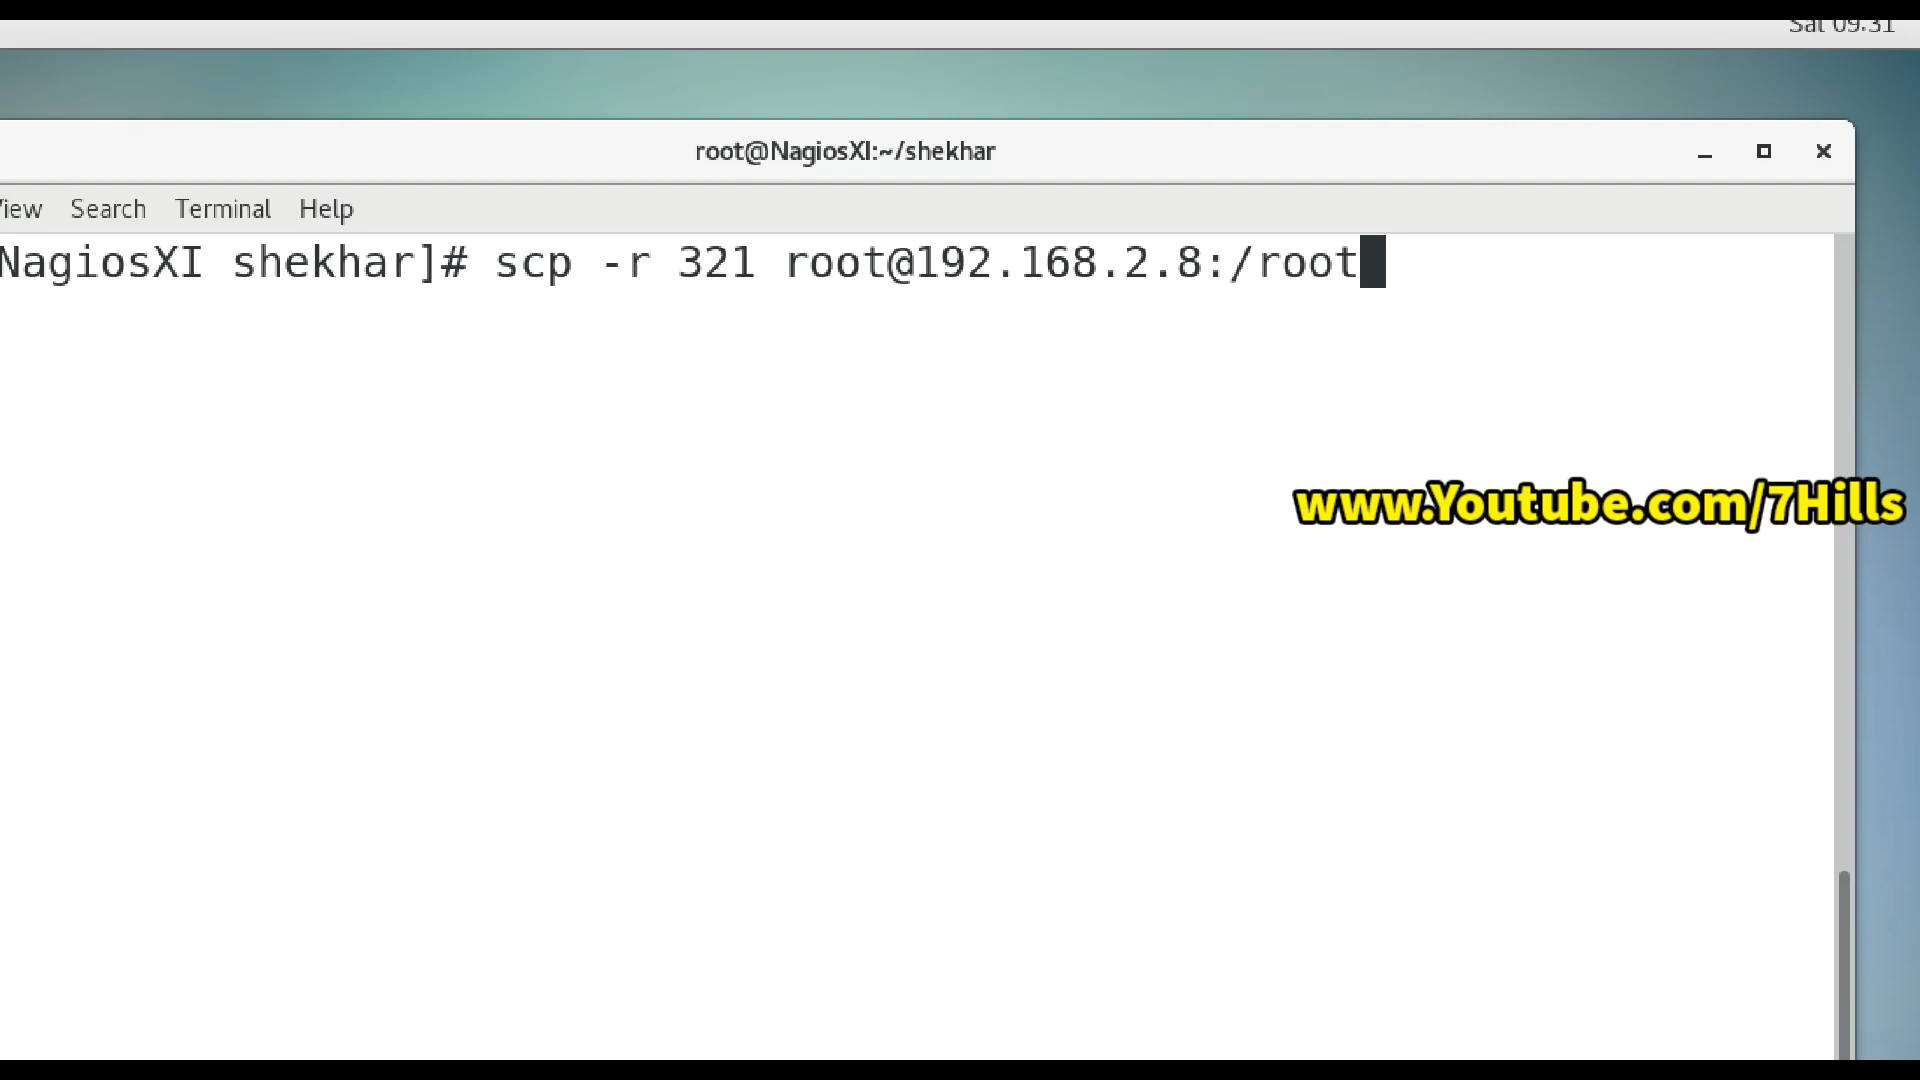 Sat 09:31
root@NagiosXI:~/shekhar
View Search Terminal Help
NagiosXI shekhar]# scp -r 321 root@192.168.2.8:/root
www.Youtube.com/7Hills